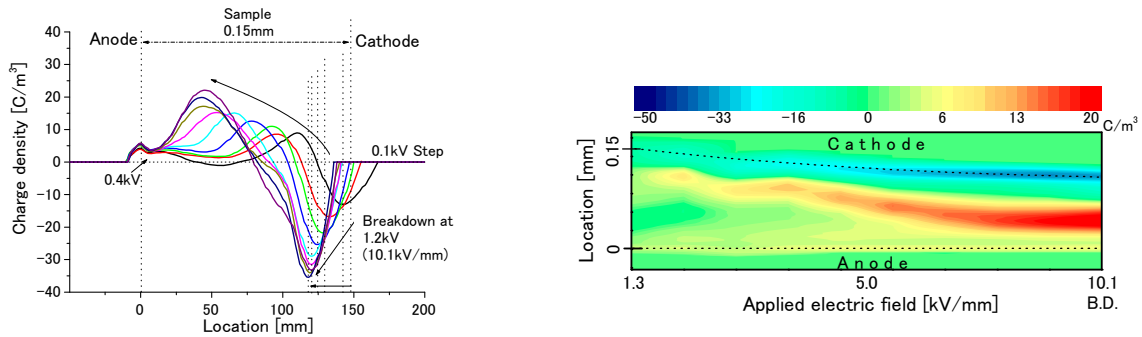 Sample
0.15mm
Anode
Cathode
40
30
20
10
0
−10
−20
−30
−40
Charge density [C/m³]
0.4kV
0.1kV Step
Breakdown at
1.2kV
(10.1kV/mm)
0
50
100
150
200
Location [mm]
−50
−33
−16
0
6
13
20
C/m³
Cathode
0.15
0
Location [mm]
Anode
1.3
5.0
10.1
Applied electric field [kV/mm]
B.D.